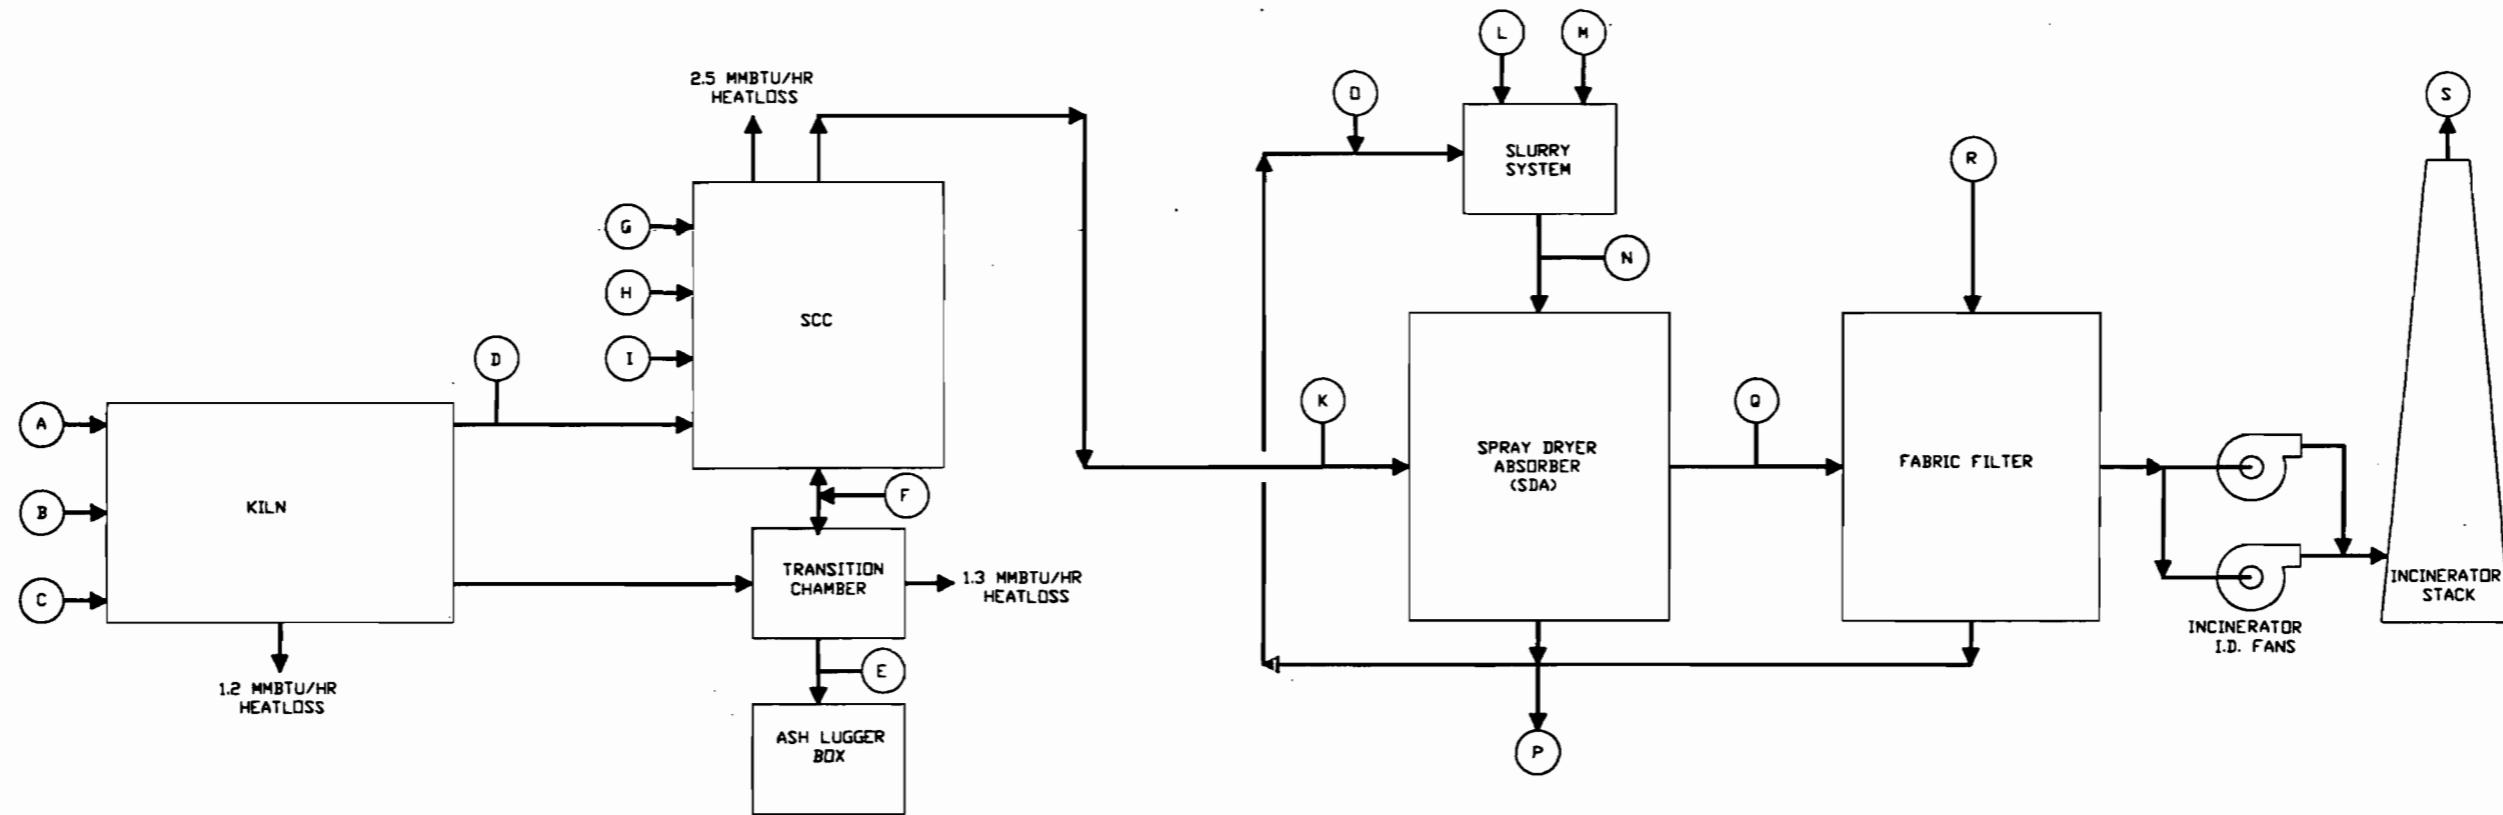 2.5 MMBTU/HR
HEATLOSS
L
M
O
S
SLURRY
SYSTEM
R
G
N
H
SCC
I
D
K
Q
A
SPRAY DRYER
ABSORBER
(SDA)
FABRIC FILTER
F
KILN
B
TRANSITION
CHAMBER
1.3 MMBTU/HR
HEATLOSS
C
INCINERATOR
STACK
INCINERATOR
I.D. FANS
E
1.2 MMBTU/HR
HEATLOSS
ASH LUGGER
BOX
P